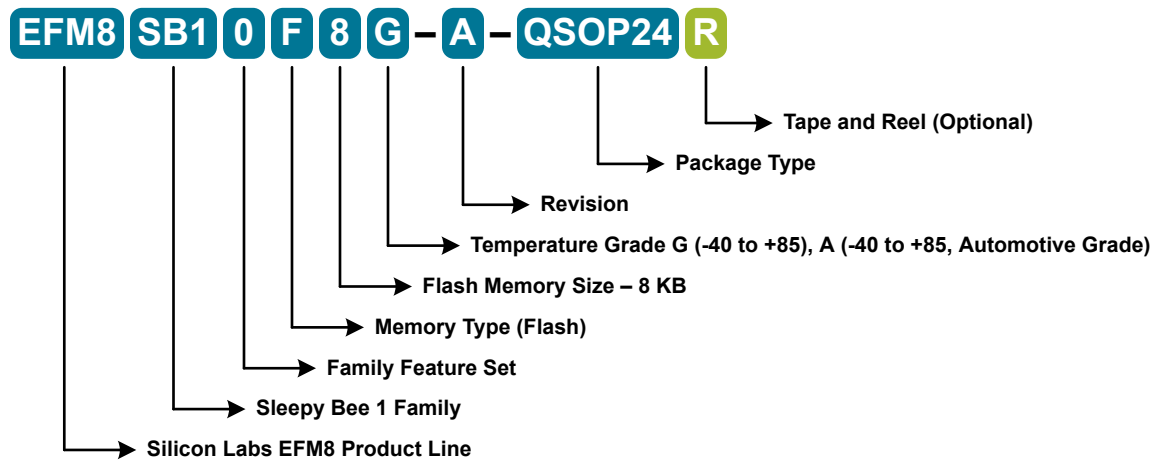 EFM8 SB1 0 F 8 G – A – QSOP24 R
Tape and Reel (Optional)
Package Type
Revision
Temperature Grade G (-40 to +85), A (-40 to +85, Automotive Grade)
Flash Memory Size – 8 KB
Memory Type (Flash)
Family Feature Set
Sleepy Bee 1 Family
Silicon Labs EFM8 Product Line